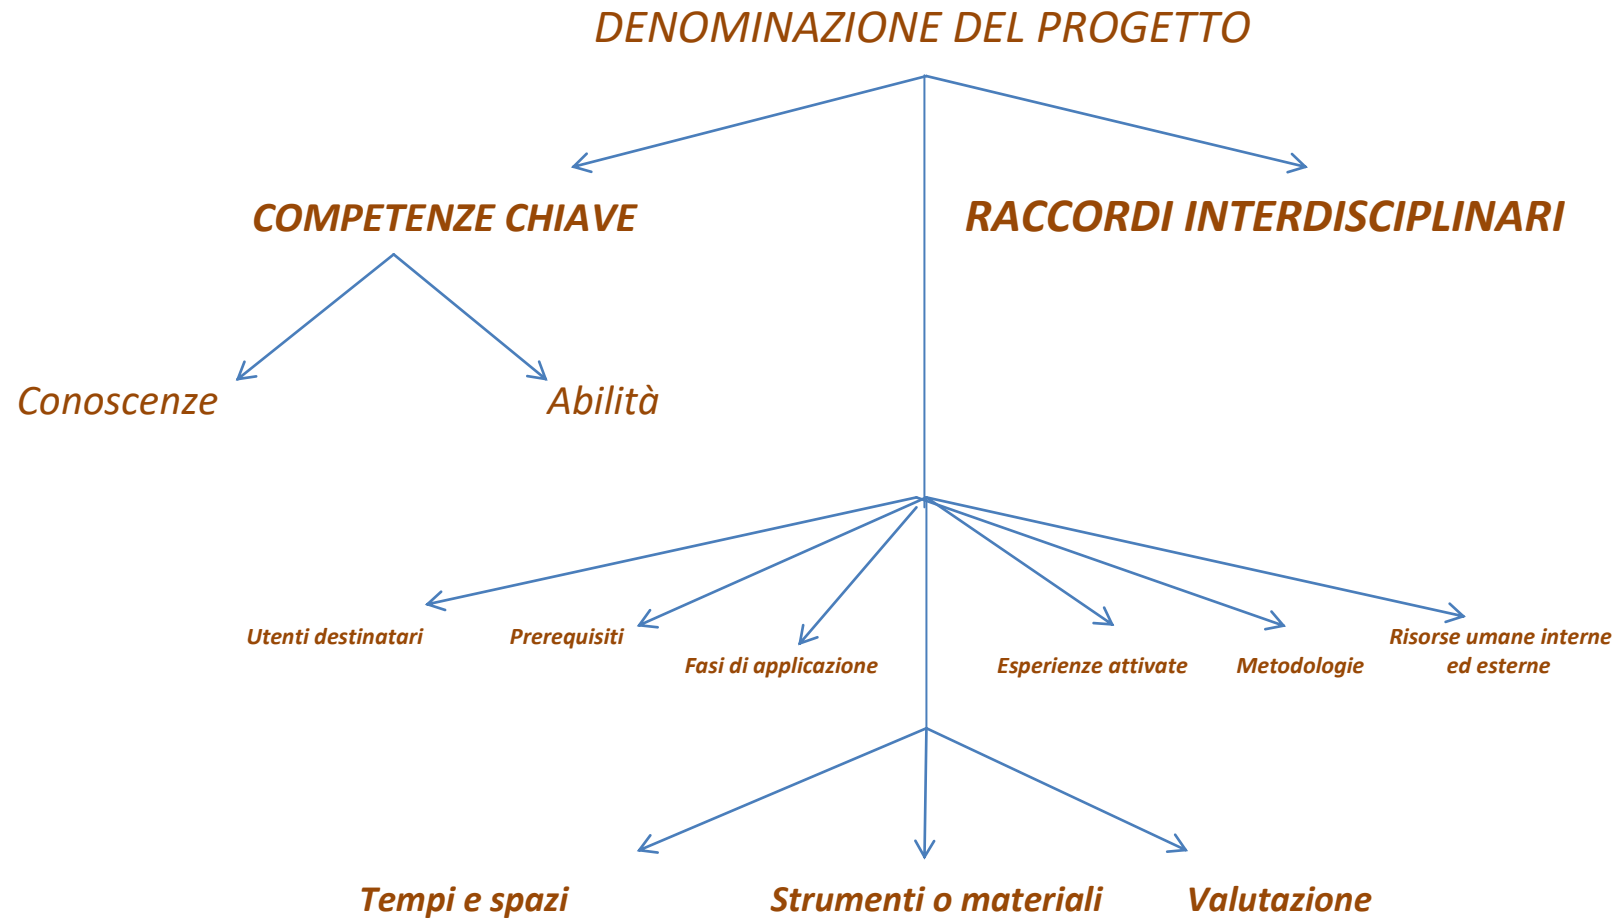 DENOMINAZIONE DEL PROGETTO
COMPETENZE CHIAVE
RACCORDI INTERDISCIPLINARI
Conoscenze
Abilità
Utenti destinatari
Prerequisiti
Fasi di applicazione
Esperienze attivate
Metodologie
Risorse umane interne
ed esterne
Tempi e spazi
Strumenti o materiali
Valutazione